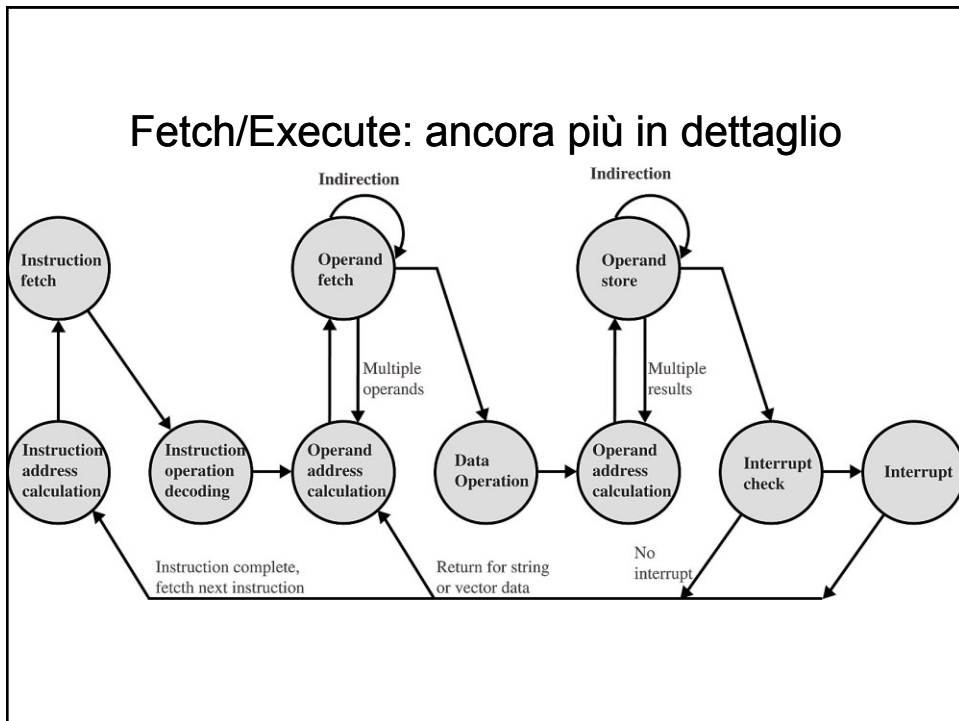 Fetch/Execute: ancora più in dettaglio
Indirection
Indirection
Instruction
fetch
Operand
fetch
Operand
store
Multiple
operands
Multiple
results
Instruction
address
calculation
Instruction
operation
decoding
Operand
address
calculation
Data
Operation
Operand
address
calculation
Interrupt
check
Interrupt
Instruction complete,
fetcth next instruction
Return for string
or vector data
No
interrupt